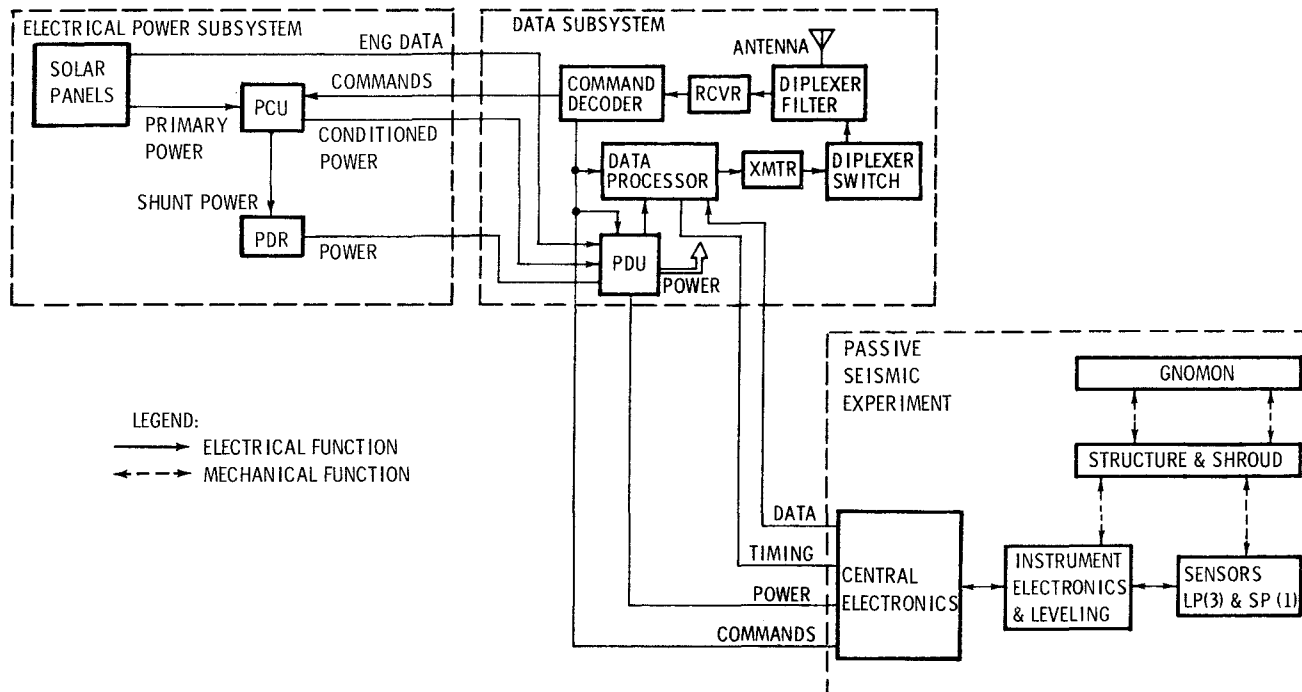 ELECTRICAL POWER SUBSYSTEM
SOLAR
PANELS
ENG DATA
COMMANDS
PCU
PRIMARY
POWER
CONDITIONED
POWER
SHUNT POWER
PDR
POWER
DATA SUBSYSTEM
ANTENNA
COMMAND
DECODER
RCVR
DIPLEXER
FILTER
DATA
PROCESSOR
XMTR
DIPLEXER
SWITCH
PDU
POWER
LEGEND:
ELECTRICAL FUNCTION
MECHANICAL FUNCTION
PASSIVE
SEISMIC
EXPERIMENT
GNOMON
STRUCTURE & SHROUD
DATA
TIMING
POWER
COMMANDS
CENTRAL
ELECTRONICS
INSTRUMENT
ELECTRONICS
& LEVELING
SENSORS
LP(3) & SP (1)